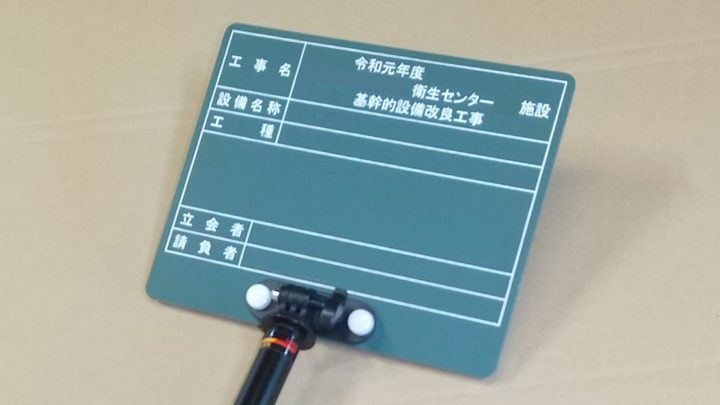 工事名
令和元年度
衛生センター 施設
基幹的設備改良工事
設備名称
工種
立会者
請負者